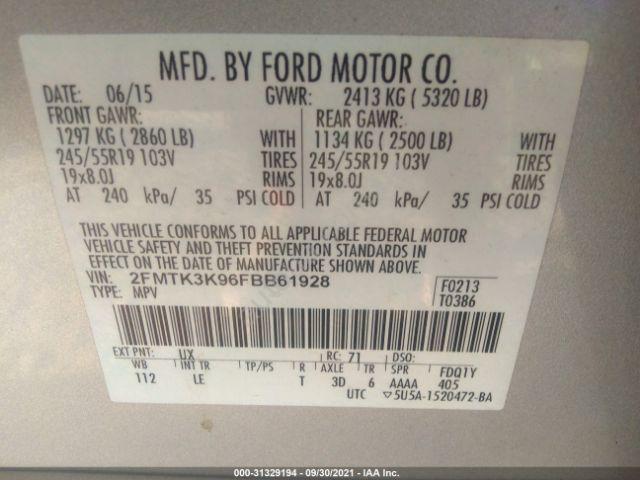 MFD. BY FORD MOTOR CO.
DATE: 06/15 GVWR: 2413 KG ( 5320 LB)
FRONT GAWR: REAR GAWR:
1297 KG ( 2860 LB) WITH 1134 KG ( 2500 LB) WITH
245/55R19 103V TIRES 245/55R19 103V TIRES
19x8.0J RIMS 19x8.0J RIMS
AT 240 kPa/ 35 PSI COLD AT 240 kPa/ 35 PSI COLD
THIS VEHICLE CONFORMS TO ALL APPLICABLE FEDERAL MOTOR
VEHICLE SAFETY AND THEFT PREVENTION STANDARDS IN
EFFECT ON THE DATE OF MANUFACTURE SHOWN ABOVE.
VIN: 2FMTK3K96FBB61928 F0213
TYPE: MPV T0386
EXT PNT: UX RC: 71 DSO: FDQ1Y
WB INT TR TP/PS R AXLE TR SPR 405
112 LE T 3D 6 AAAA
UTC ▽5U5A-1520472-BA
000-31329194 - 09/30/2021 - IAA Inc.